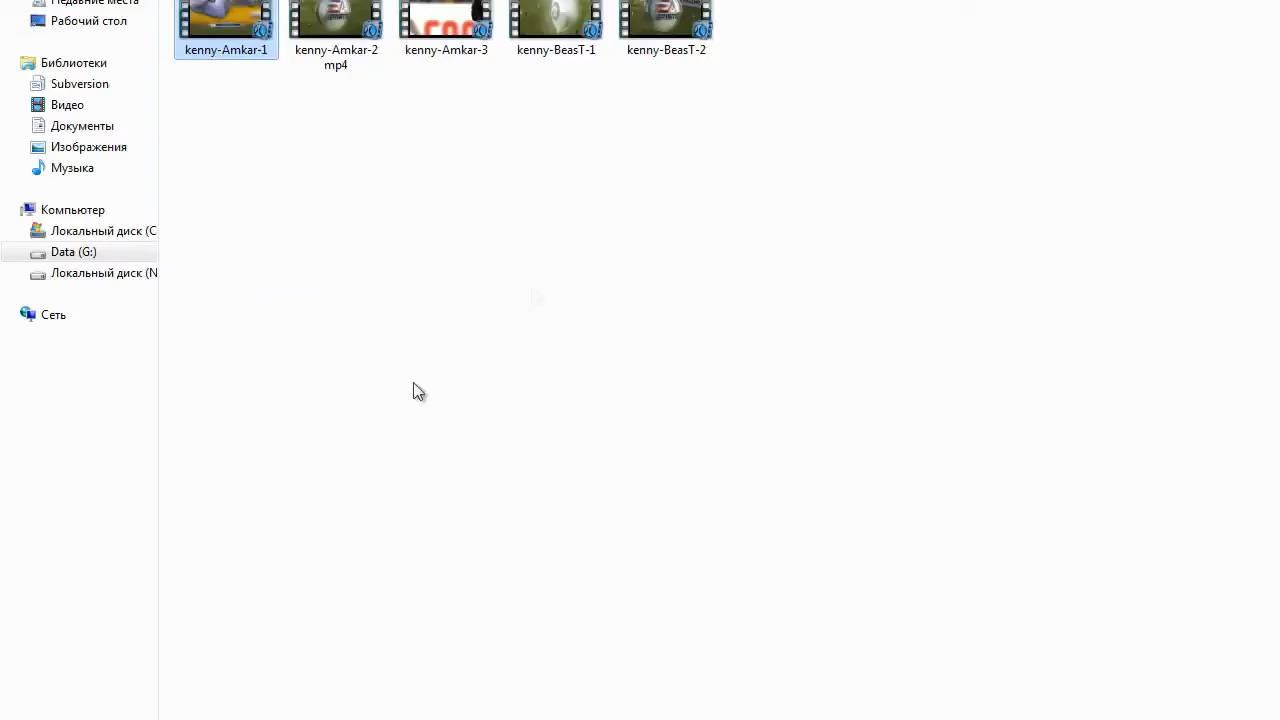 Недавние места
Рабочий стол
Библиотеки
Subversion
Видео
Документы
Изображения
Музыка
Компьютер
Локальный диск (C
Data (G:)
Локальный диск (N
Сеть
kenny-Amkar-1
kenny-Amkar-2
mp4
kenny-Amkar-3
kenny-BeasT-1
kenny-BeasT-2